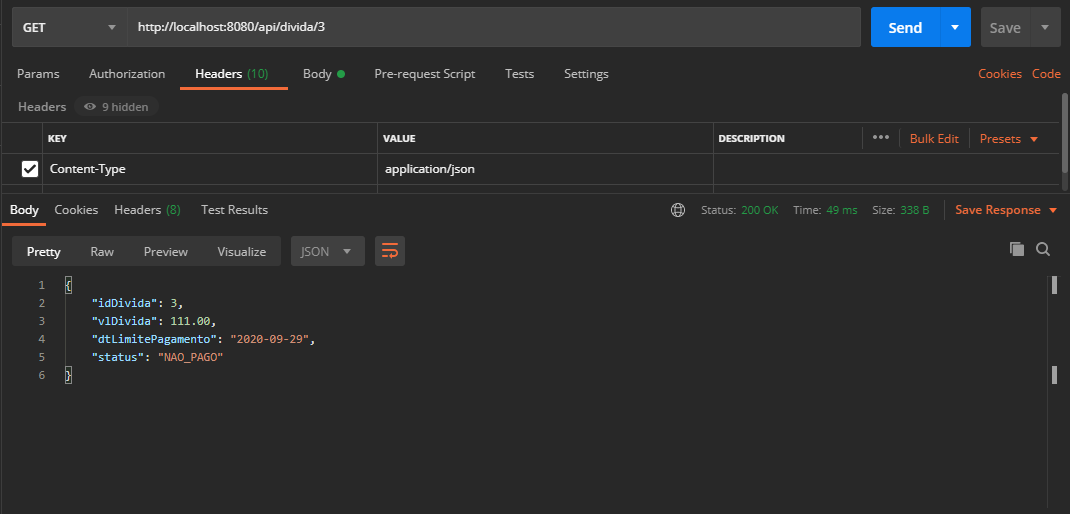 GET http://localhost:8080/api/divida/3 Send Save
Params Authorization Headers (10) Body Pre-request Script Tests Settings Cookies Code
Headers 9 hidden
KEY VALUE DESCRIPTION ••• Bulk Edit Presets
Content-Type application/json
Body Cookies Headers (8) Test Results Status: 200 OK Time: 49 ms Size: 338 B Save Response
Pretty Raw Preview Visualize JSON
1 {
2 "idDivida": 3,
3 "vlDivida": 111.00,
4 "dtLimitePagamento": "2020-09-29",
5 "status": "NAO_PAGO"
6 }